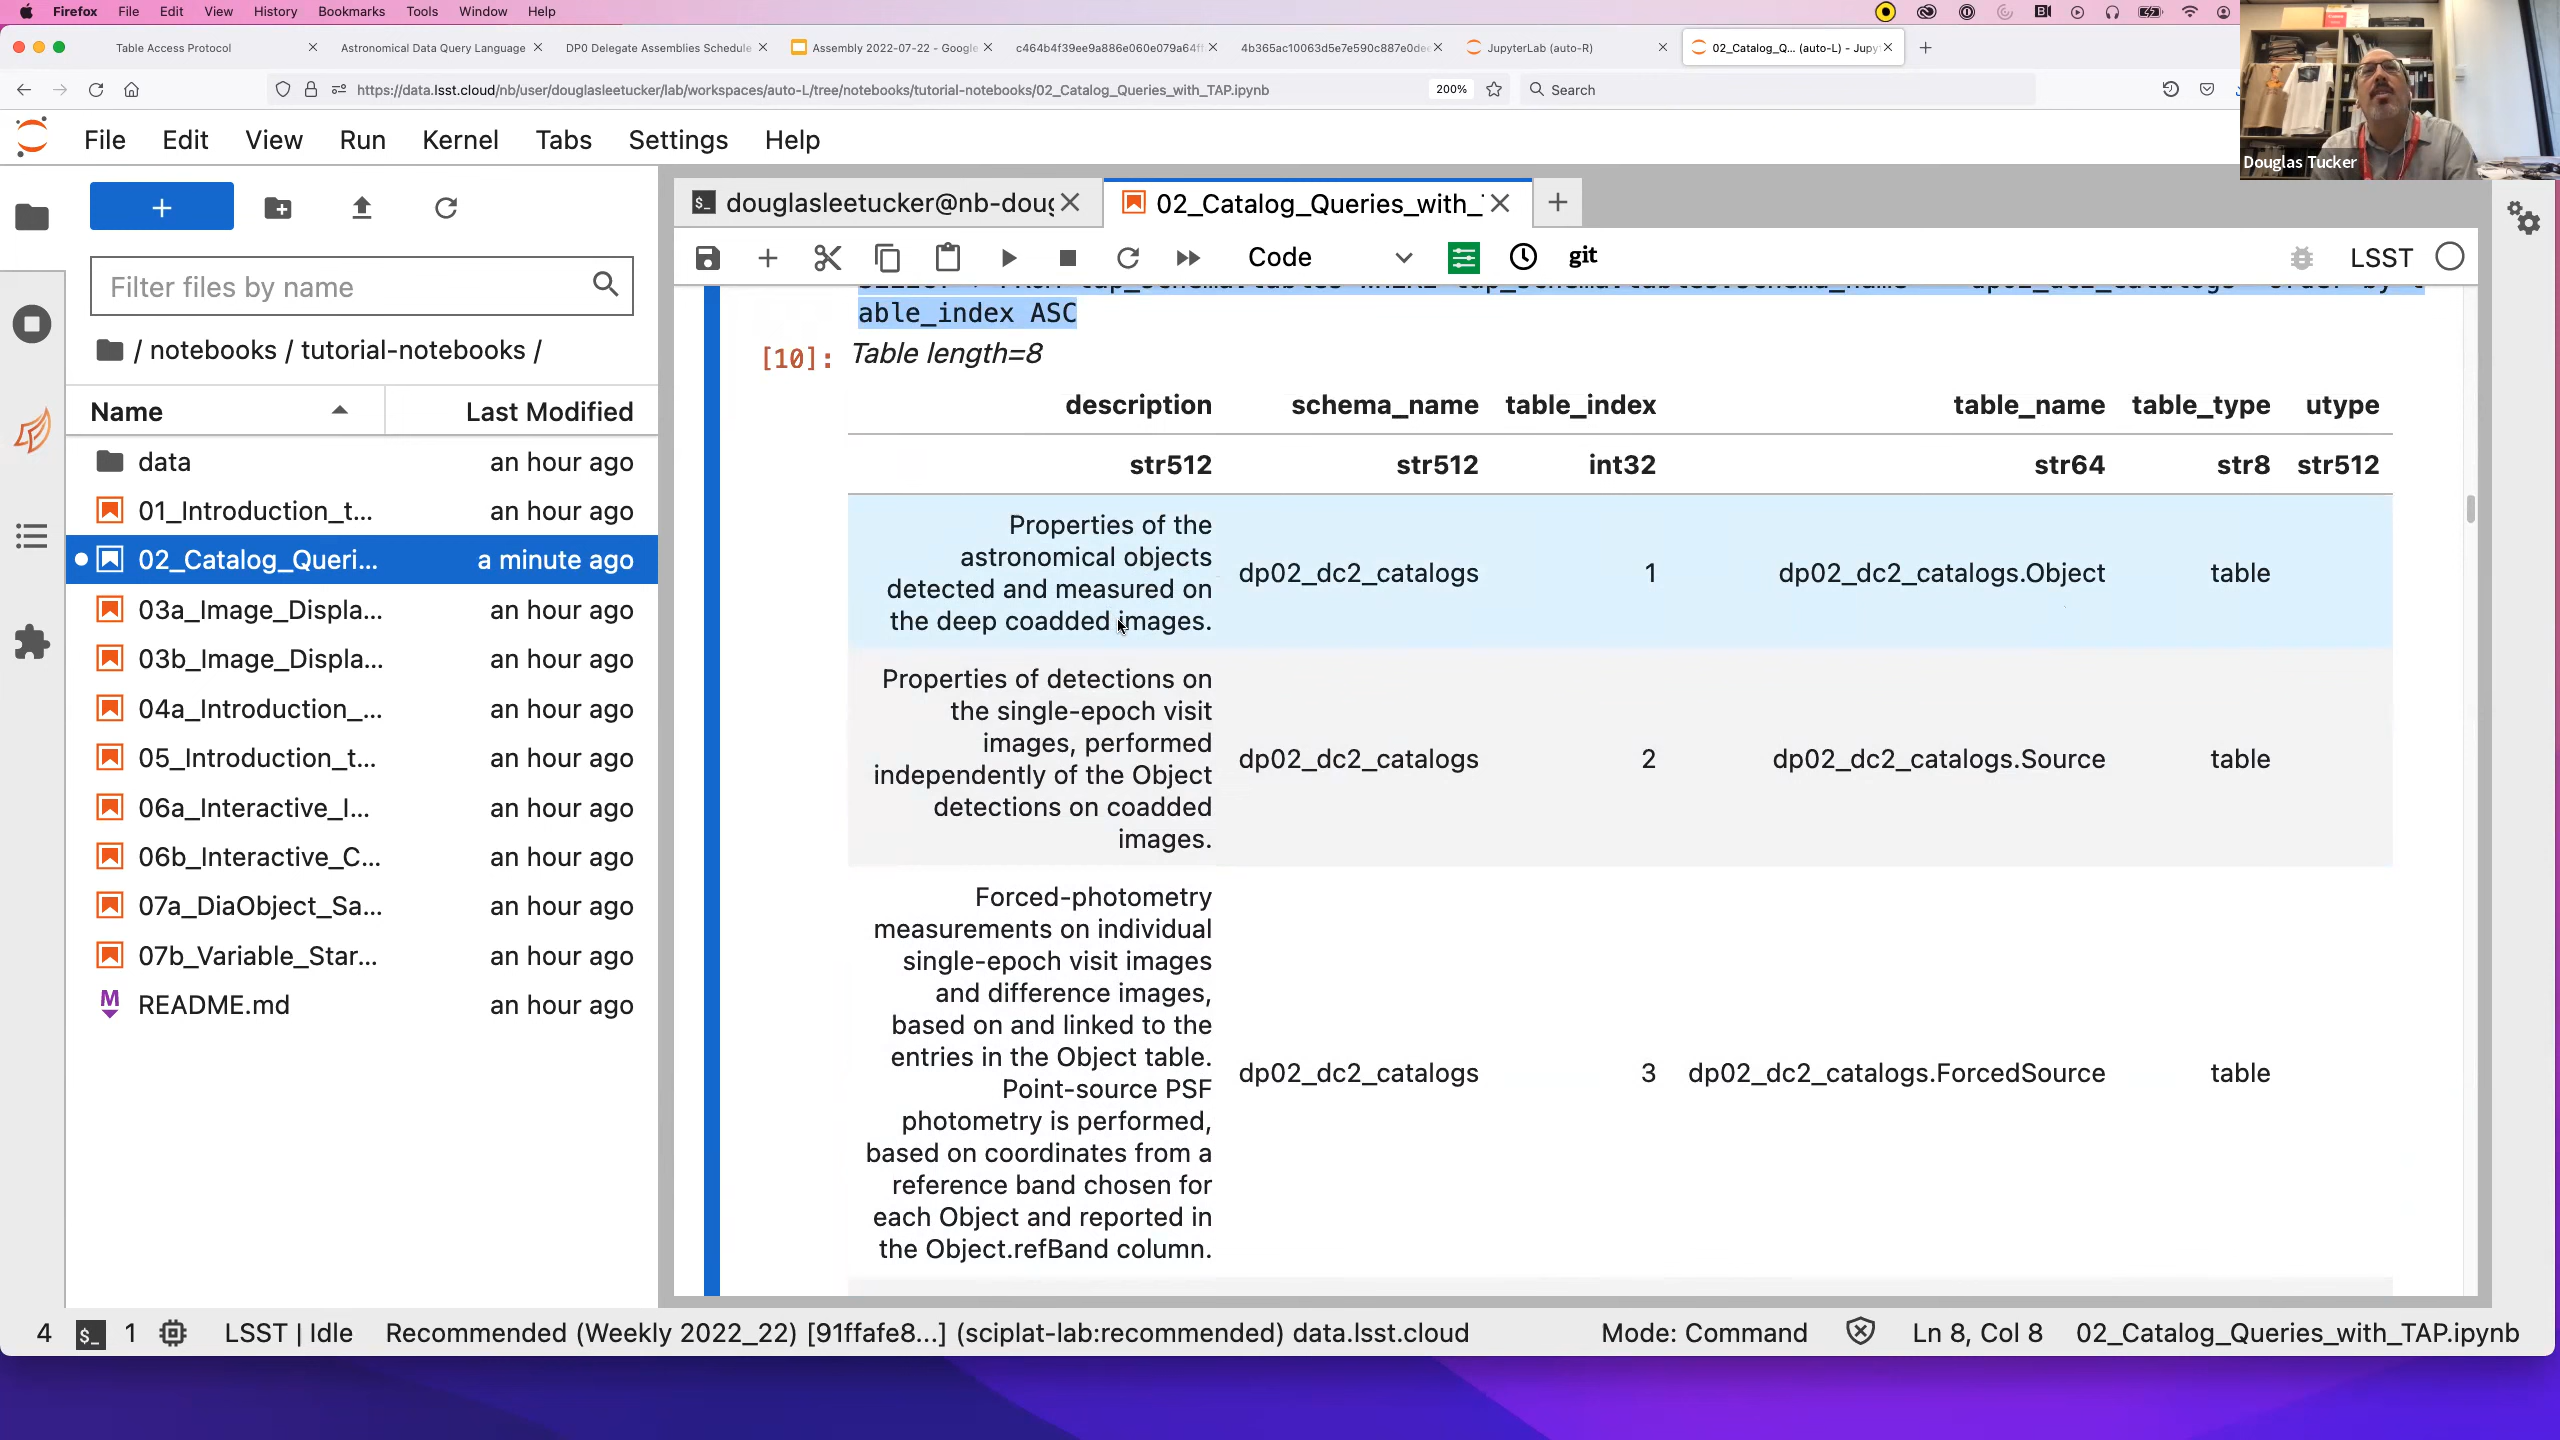 Firefox File Edit View History Bookmarks Tools Window Help
Table Access Protocol Astronomical Data Query Language DP0 Delegate Assemblies Schedule Assembly 2022-07-22 - Google c464b4f39ee9a886e060e079a64f 4b365ac10063d5e7e590c887e0de JupyterLab (auto-R) 02_Catalog_Q... (auto-L) - Jupy
https://data.lsst.cloud/nb/user/douglasleetucker/lab/workspaces/auto-L/tree/notebooks/tutorial-notebooks/02_Catalog_Queries_with_TAP.ipynb 200% Search
Douglas Tucker
File Edit View Run Kernel Tabs Settings Help
douglasleetucker@nb-doug 02_Catalog_Queries_with_
Code git LSST
Filter files by name
/ notebooks / tutorial-notebooks /
Name Last Modified
data an hour ago
01_Introduction_t... an hour ago
02_Catalog_Queri... a minute ago
03a_Image_Displa... an hour ago
03b_Image_Displa... an hour ago
04a_Introduction_... an hour ago
05_Introduction_t... an hour ago
06a_Interactive_I... an hour ago
06b_Interactive_C... an hour ago
07a_DiaObject_Sa... an hour ago
07b_Variable_Star... an hour ago
README.md an hour ago
able_index ASC
[10]: Table length=8
description schema_name table_index table_name table_type utype
str512 str512 int32 str64 str8 str512
Properties of the
astronomical objects
detected and measured on
the deep coadded images.
dp02_dc2_catalogs 1 dp02_dc2_catalogs.Object table
Properties of detections on
the single-epoch visit
images, performed
independently of the Object
detections on coadded
images.
dp02_dc2_catalogs 2 dp02_dc2_catalogs.Source table
Forced-photometry
measurements on individual
single-epoch visit images
and difference images,
based on and linked to the
entries in the Object table.
Point-source PSF
photometry is performed,
based on coordinates from a
reference band chosen for
each Object and reported in
the Object.refBand column.
dp02_dc2_catalogs 3 dp02_dc2_catalogs.ForcedSource table
4 1 LSST | Idle Recommended (Weekly 2022_22) [91ffafe8...] (sciplat-lab:recommended) data.lsst.cloud Mode: Command Ln 8, Col 8 02_Catalog_Queries_with_TAP.ipynb